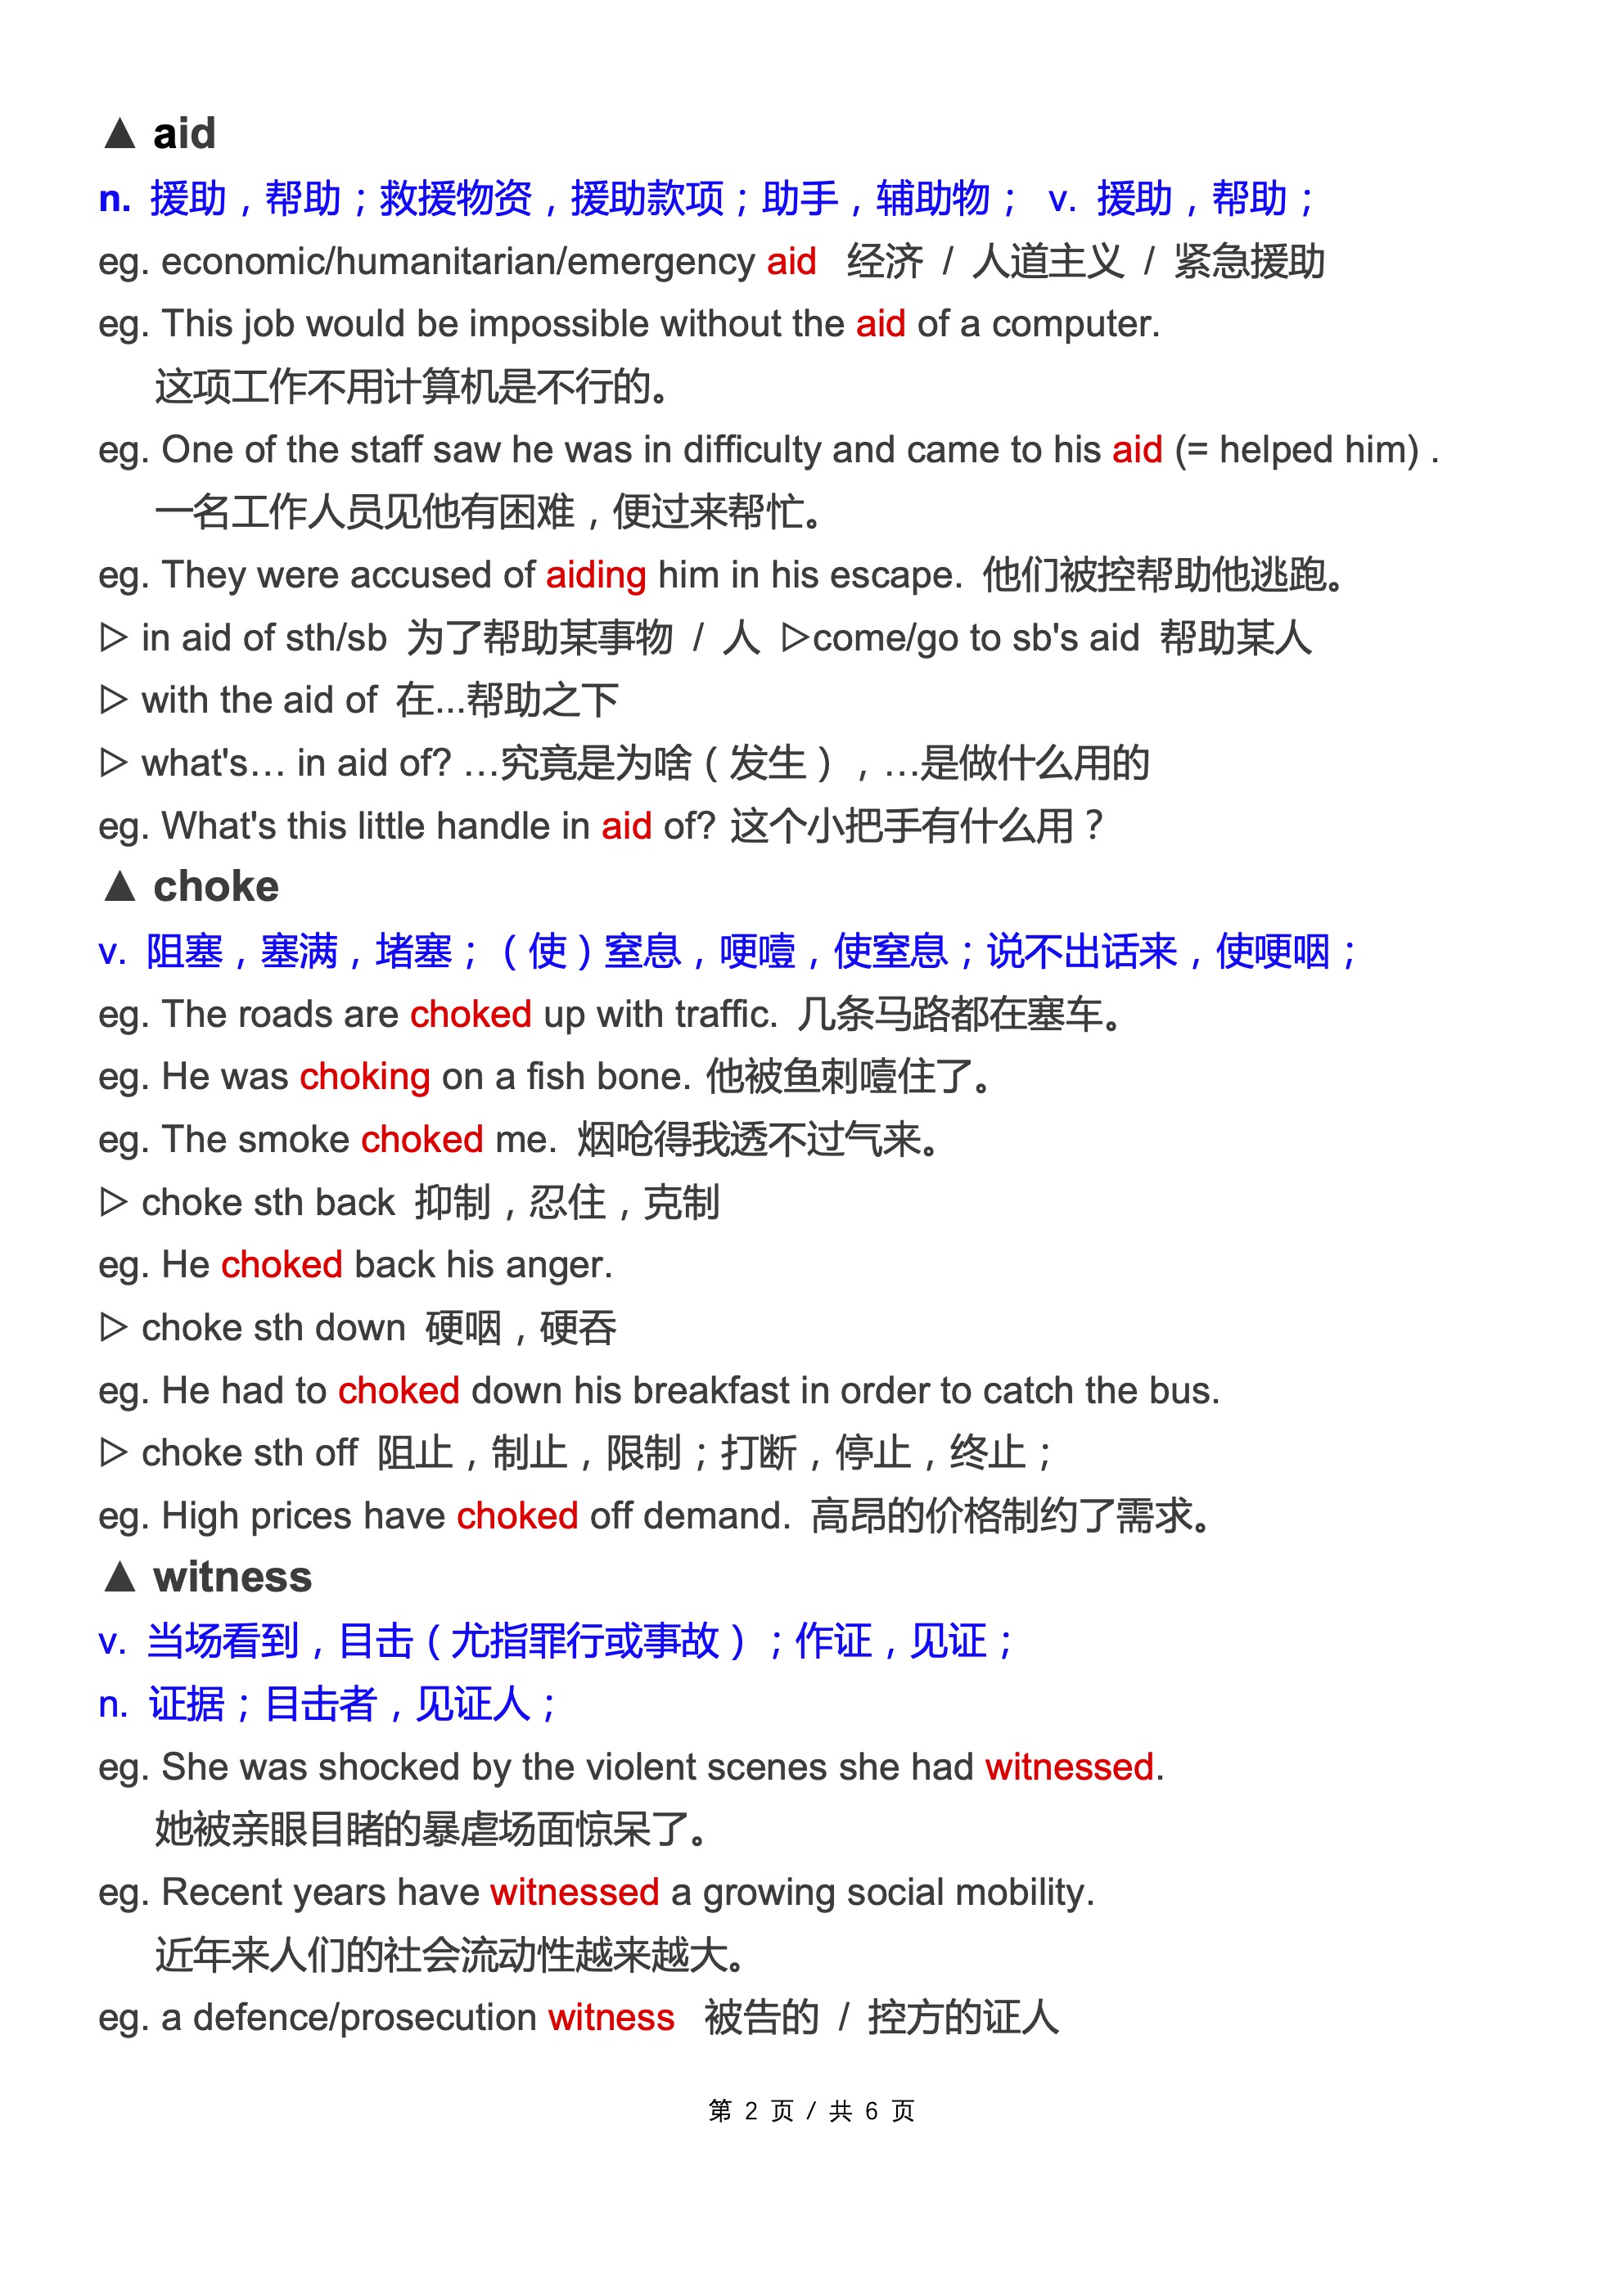 ▲ aid
n. 援助，帮助；救援物资，援助款项；助手，辅助物； v. 援助，帮助；
eg. economic/humanitarian/emergency aid 经济 / 人道主义 / 紧急援助
eg. This job would be impossible without the aid of a computer.
这项工作不用计算机是不行的。
eg. One of the staff saw he was in difficulty and came to his aid (= helped him) .
一名工作人员见他有困难，便过来帮忙。
eg. They were accused of aiding him in his escape. 他们被控帮助他逃跑。
▷ in aid of sth/sb 为了帮助某事物 / 人 ▷come/go to sb's aid 帮助某人
▷ with the aid of 在...帮助之下
▷ what's… in aid of? …究竟是为啥（发生），…是做什么用的
eg. What's this little handle in aid of? 这个小把手有什么用？
▲ choke
v. 阻塞，塞满，堵塞；（使）窒息，哽噎，使窒息；说不出话来，使哽咽；
eg. The roads are choked up with traffic. 几条马路都在塞车。
eg. He was choking on a fish bone. 他被鱼刺噎住了。
eg. The smoke choked me. 烟呛得我透不过气来。
▷ choke sth back 抑制，忍住，克制
eg. He choked back his anger.
▷ choke sth down 硬咽，硬吞
eg. He had to choked down his breakfast in order to catch the bus.
▷ choke sth off 阻止，制止，限制；打断，停止，终止；
eg. High prices have choked off demand. 高昂的价格制约了需求。
▲ witness
v. 当场看到，目击（尤指罪行或事故）；作证，见证；
n. 证据；目击者，见证人；
eg. She was shocked by the violent scenes she had witnessed.
她被亲眼目睹的暴虐场面惊呆了。
eg. Recent years have witnessed a growing social mobility.
近年来人们的社会流动性越来越大。
eg. a defence/prosecution witness 被告的 / 控方的证人
第 2 页 / 共 6 页